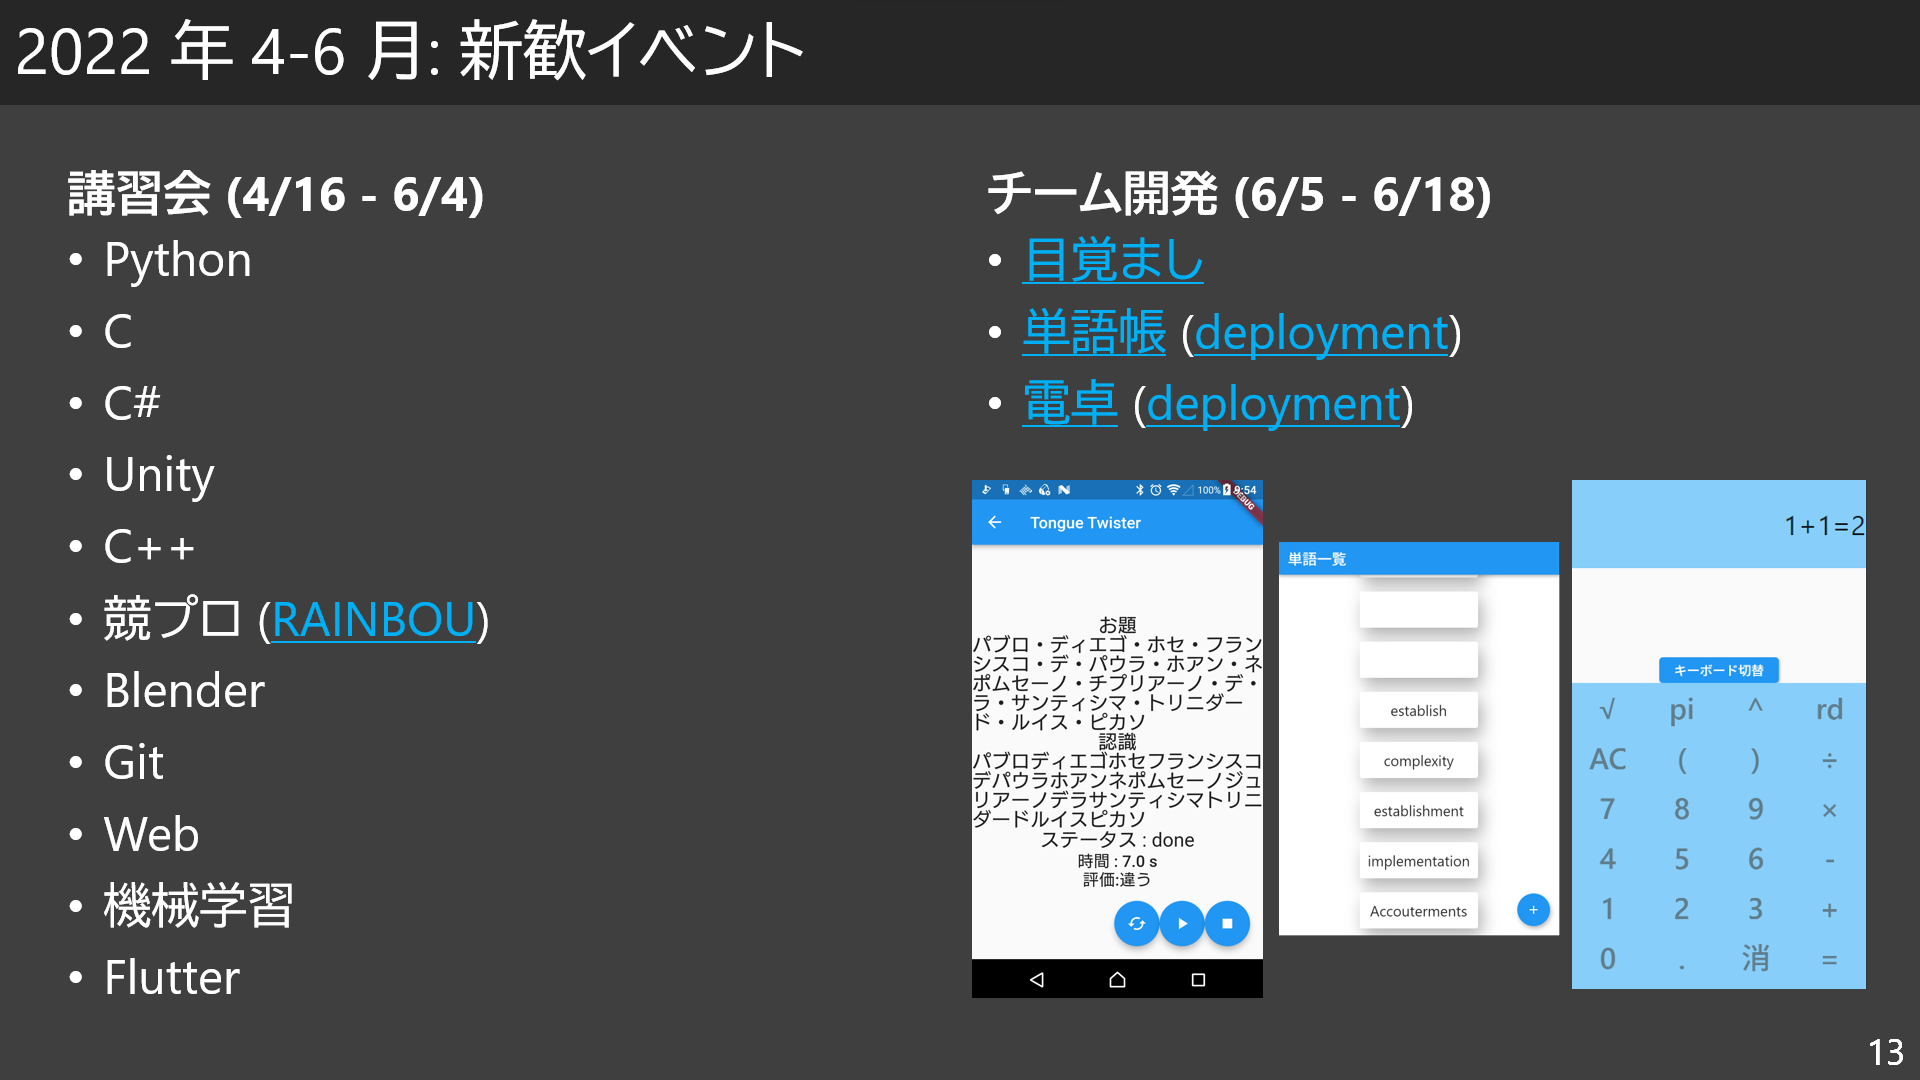 2022 年 4-6 月: 新歓イベント
講習会 (4/16 - 6/4)
• Python
• C
• C#
• Unity
• C++
• 競プロ (RAINBOU)
• Blender
• Git
• Web
• 機械学習
• Flutter
チーム開発 (6/5 - 6/18)
• 目覚まし
• 単語帳 (deployment)
• 電卓 (deployment)
100% 9:54
DEBUG
Tongue Twister
お題
パブロ・ディエゴ・ホセ・フラン
シスコ・デ・パウラ・ホアン・ネ
ポムセーノ・チプリアーノ・デ・
ラ・サンティシマ・トリニダー
ド・ルイス・ピカソ
認識
パブロディエゴホセフランシスコ
デパウラホアンネポムセーノジュ
リアーノデラサンティシマトリニ
ダードルイスピカソ
ステータス : done
時間 : 7.0 s
評価:違う
単語一覧
establish
complexity
establishment
implementation
Accouterments
+
1+1=2
キーボード切替
√ pi ^ rd
AC ( ) ÷
7 8 9 ×
4 5 6 -
1 2 3 +
0 . 消 =
13